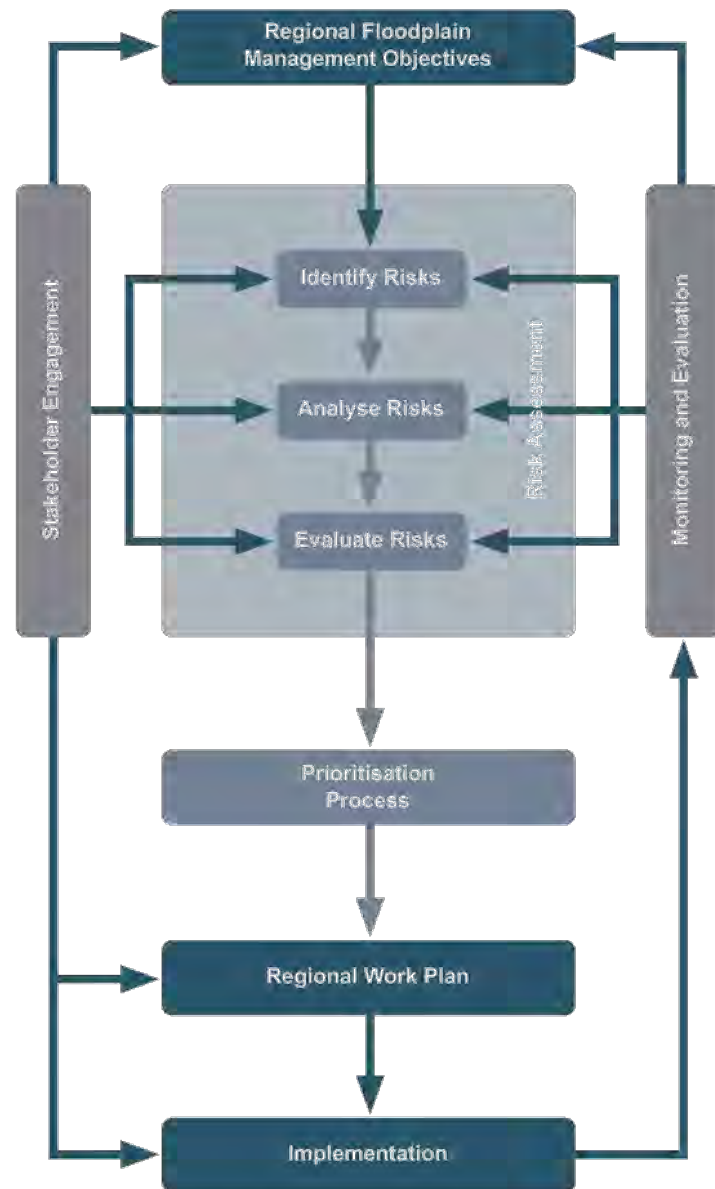 Regional Floodplain
Management Objectives
Stakeholder Engagement
Identify Risks
Analyse Risks
Evaluate Risks
Risk Assessment
Monitoring and Evaluation
Prioritisation
Process
Regional Work Plan
Implementation